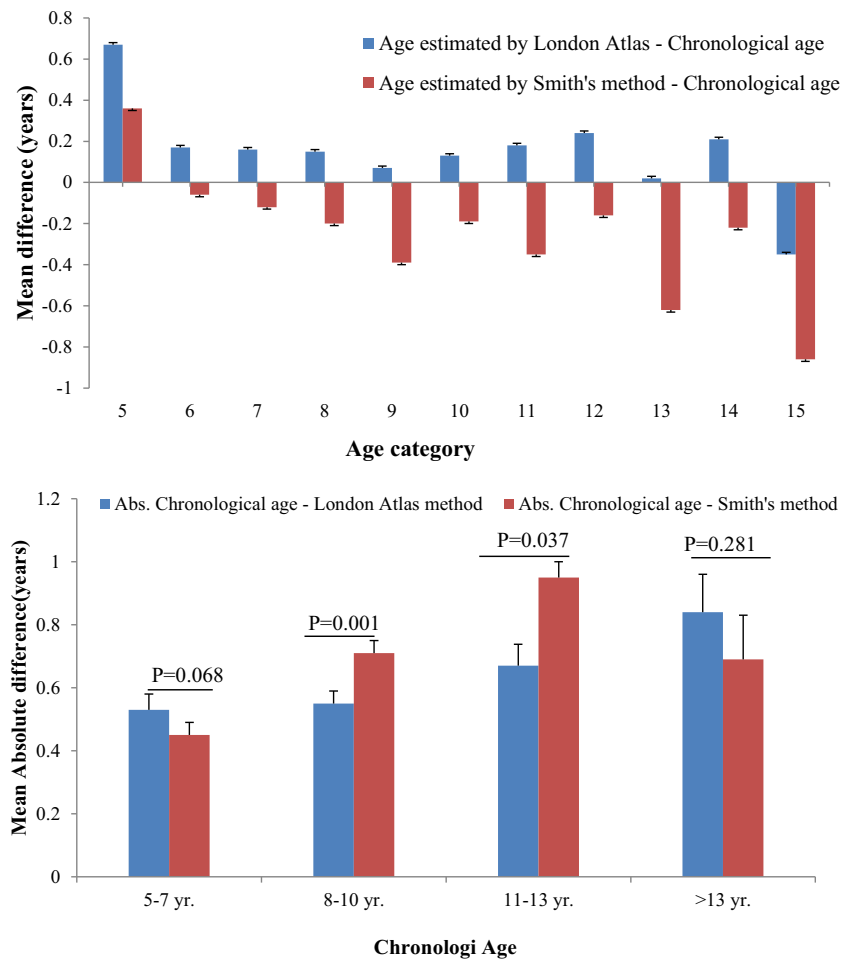 0.8
0.6
0.4
0.2
0
-0.2
-0.4
-0.6
-0.8
-1
Mean difference (years)
Age estimated by London Atlas - Chronological age
Age estimated by Smith's method - Chronological age
5 6 7 8 9 10 11 12 13 14 15
Age category
1.2
1
0.8
0.6
0.4
0.2
0
Mean Absolute difference(years)
Abs. Chronological age - London Atlas method
Abs. Chronological age - Smith's method
P=0.068
P=0.001
P=0.037
P=0.281
5-7 yr. 8-10 yr. 11-13 yr. >13 yr.
Chronologi Age